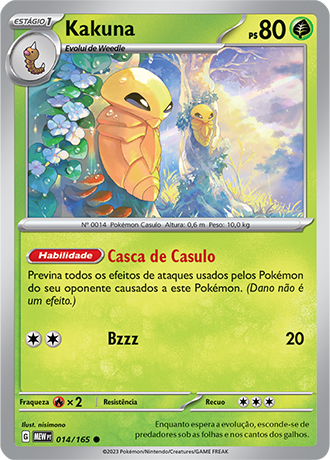 ESTÁGIO 1
Kakuna
PS 80
Evolui de Weedle
Nº 0014 Pokémon Casulo Altura: 0,6 m Peso: 10,0 kg
Habilidade Casca de Casulo
Previna todos os efeitos de ataques usados pelos Pokémon
do seu oponente causados a este Pokémon. (Dano não é
um efeito.)
Bzzz 20
Fraqueza ×2 Resistência Recuo
Ilust. nisimono
G MEW PT 014/165
Enquanto espera a evolução, esconde-se de
predadores sob as folhas e nos cantos dos galhos.
©2023 Pokémon/Nintendo/Creatures/GAME FREAK